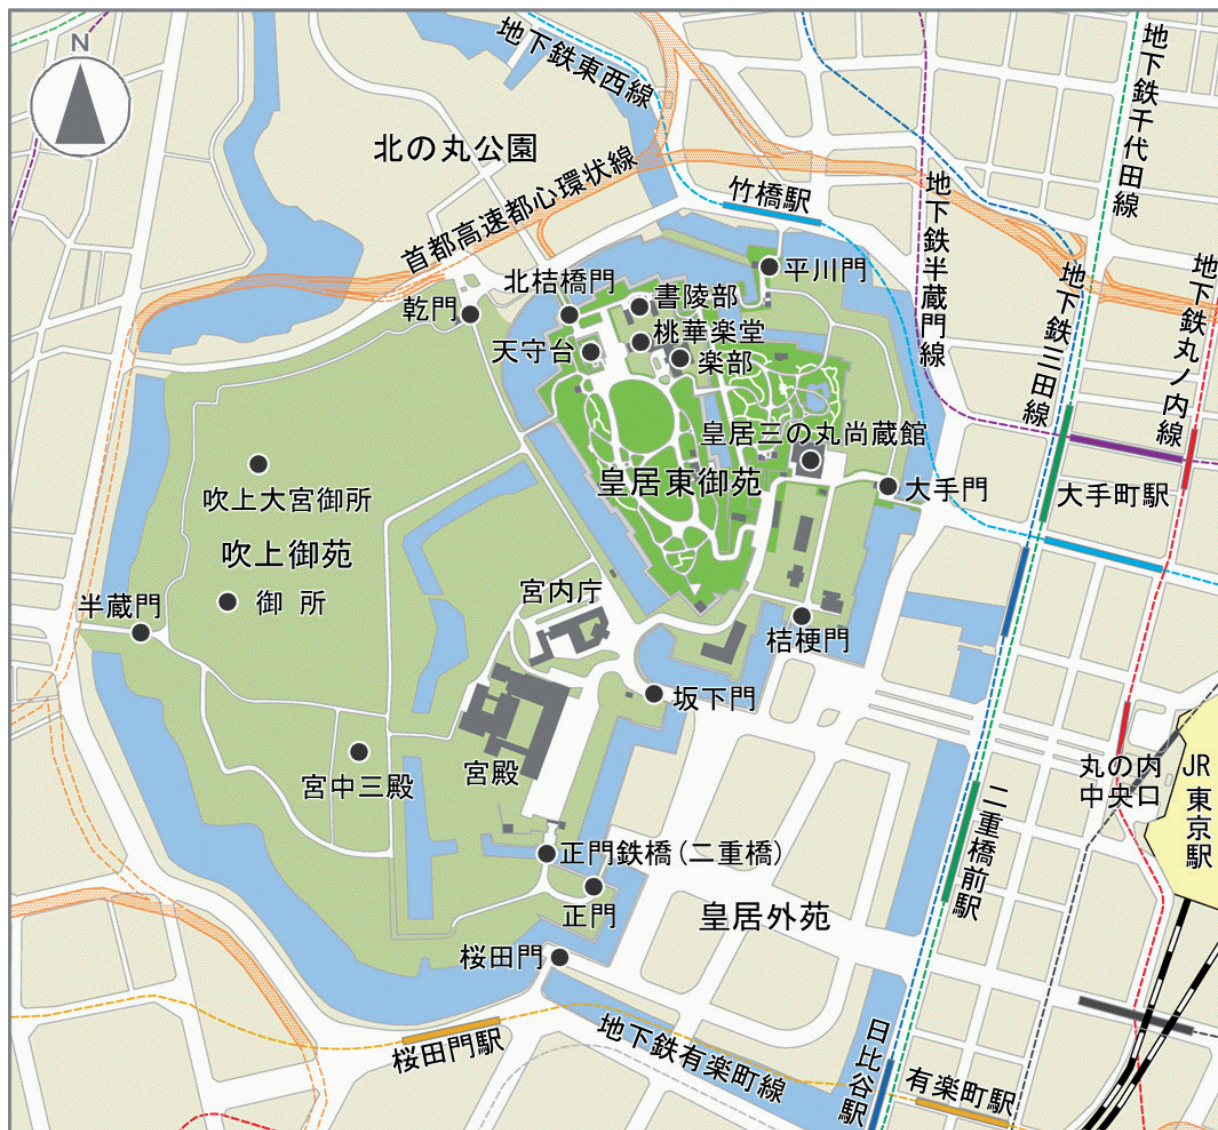 N
地下鉄東西線
地下鉄千代田線
北の丸公園
首都高速都心環状線
竹橋駅
地下鉄半蔵門線
平川門
地下鉄三田線
地下鉄丸ノ内線
北桔橋門
乾門
書陵部
桃華楽堂
天守台
楽部
皇居三の丸尚蔵館
吹上大宮御所
皇居東御苑
大手門
大手町駅
吹上御苑
御所
半蔵門
宮内庁
桔梗門
坂下門
宮殿
宮中三殿
丸の内
中央口
JR東京駅
二重橋前駅
正門鉄橋(二重橋)
正門
皇居外苑
桜田門
桜田門駅
地下鉄有楽町線
日比谷駅
有楽町駅